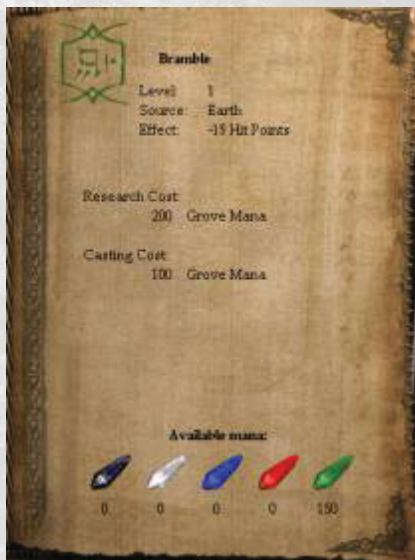 Bramble
Level: 1
Source: Earth
Effect: -15 Hit Points
Research Cost:
200 Grove Mana
Casting Cost:
100 Grove Mana
Available mana:
0 0 0 0 150